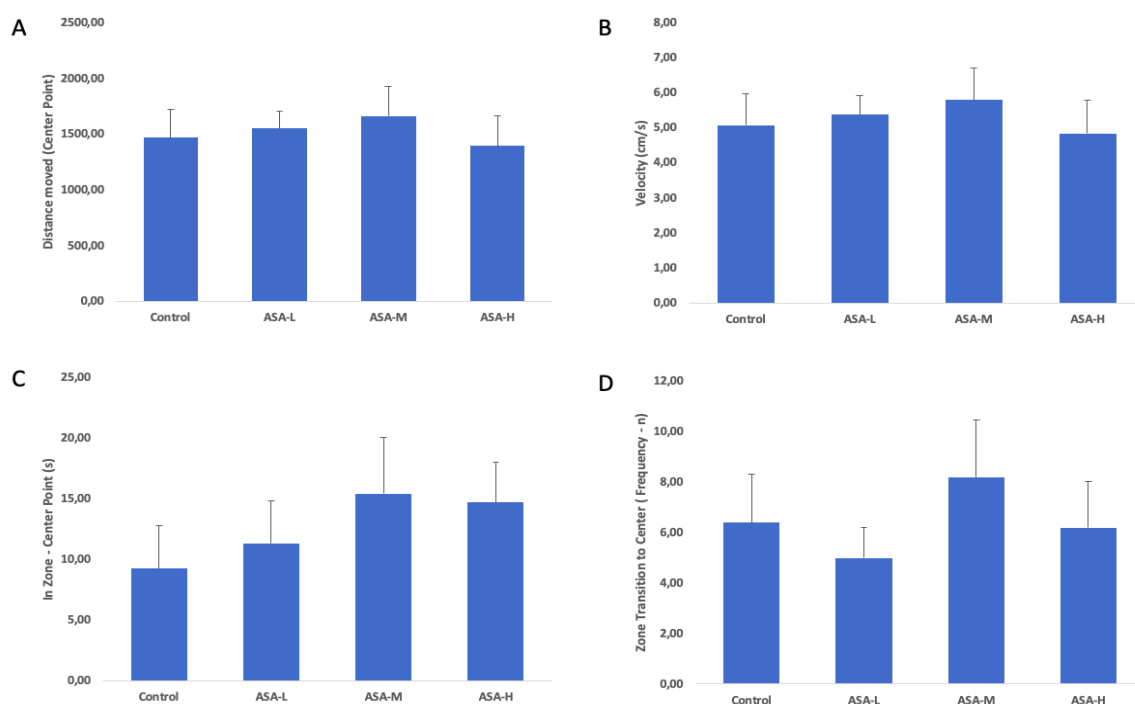 A
Distance moved (Center Point)
2500,00
2000,00
1500,00
1000,00
500,00
0,00
Control ASA-L ASA-M ASA-H
B
Velocity (cm/s)
8,00
7,00
6,00
5,00
4,00
3,00
2,00
1,00
0,00
Control ASA-L ASA-M ASA-H
C
In Zone - Center Point (s)
25,00
20,00
15,00
10,00
5,00
0,00
Control ASA-L ASA-M ASA-H
D
Zone Transition to Center ( Frequency - n)
12,00
10,00
8,00
6,00
4,00
2,00
0,00
Control ASA-L ASA-M ASA-H